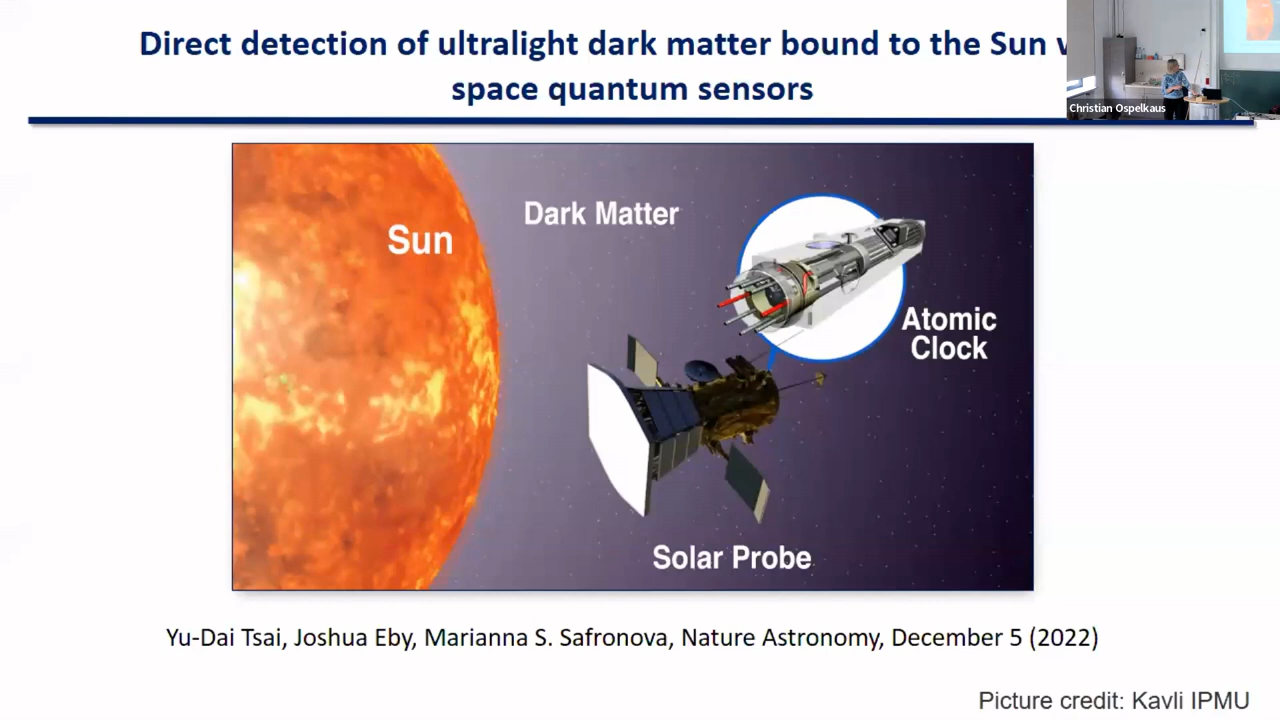 Direct detection of ultralight dark matter bound to the Sun
space quantum sensors
Christian Ospelkaus
Sun
Dark Matter
Atomic
Clock
Solar Probe
Yu-Dai Tsai, Joshua Eby, Marianna S. Safronova, Nature Astronomy, December 5 (2022)
Picture credit: Kavli IPMU